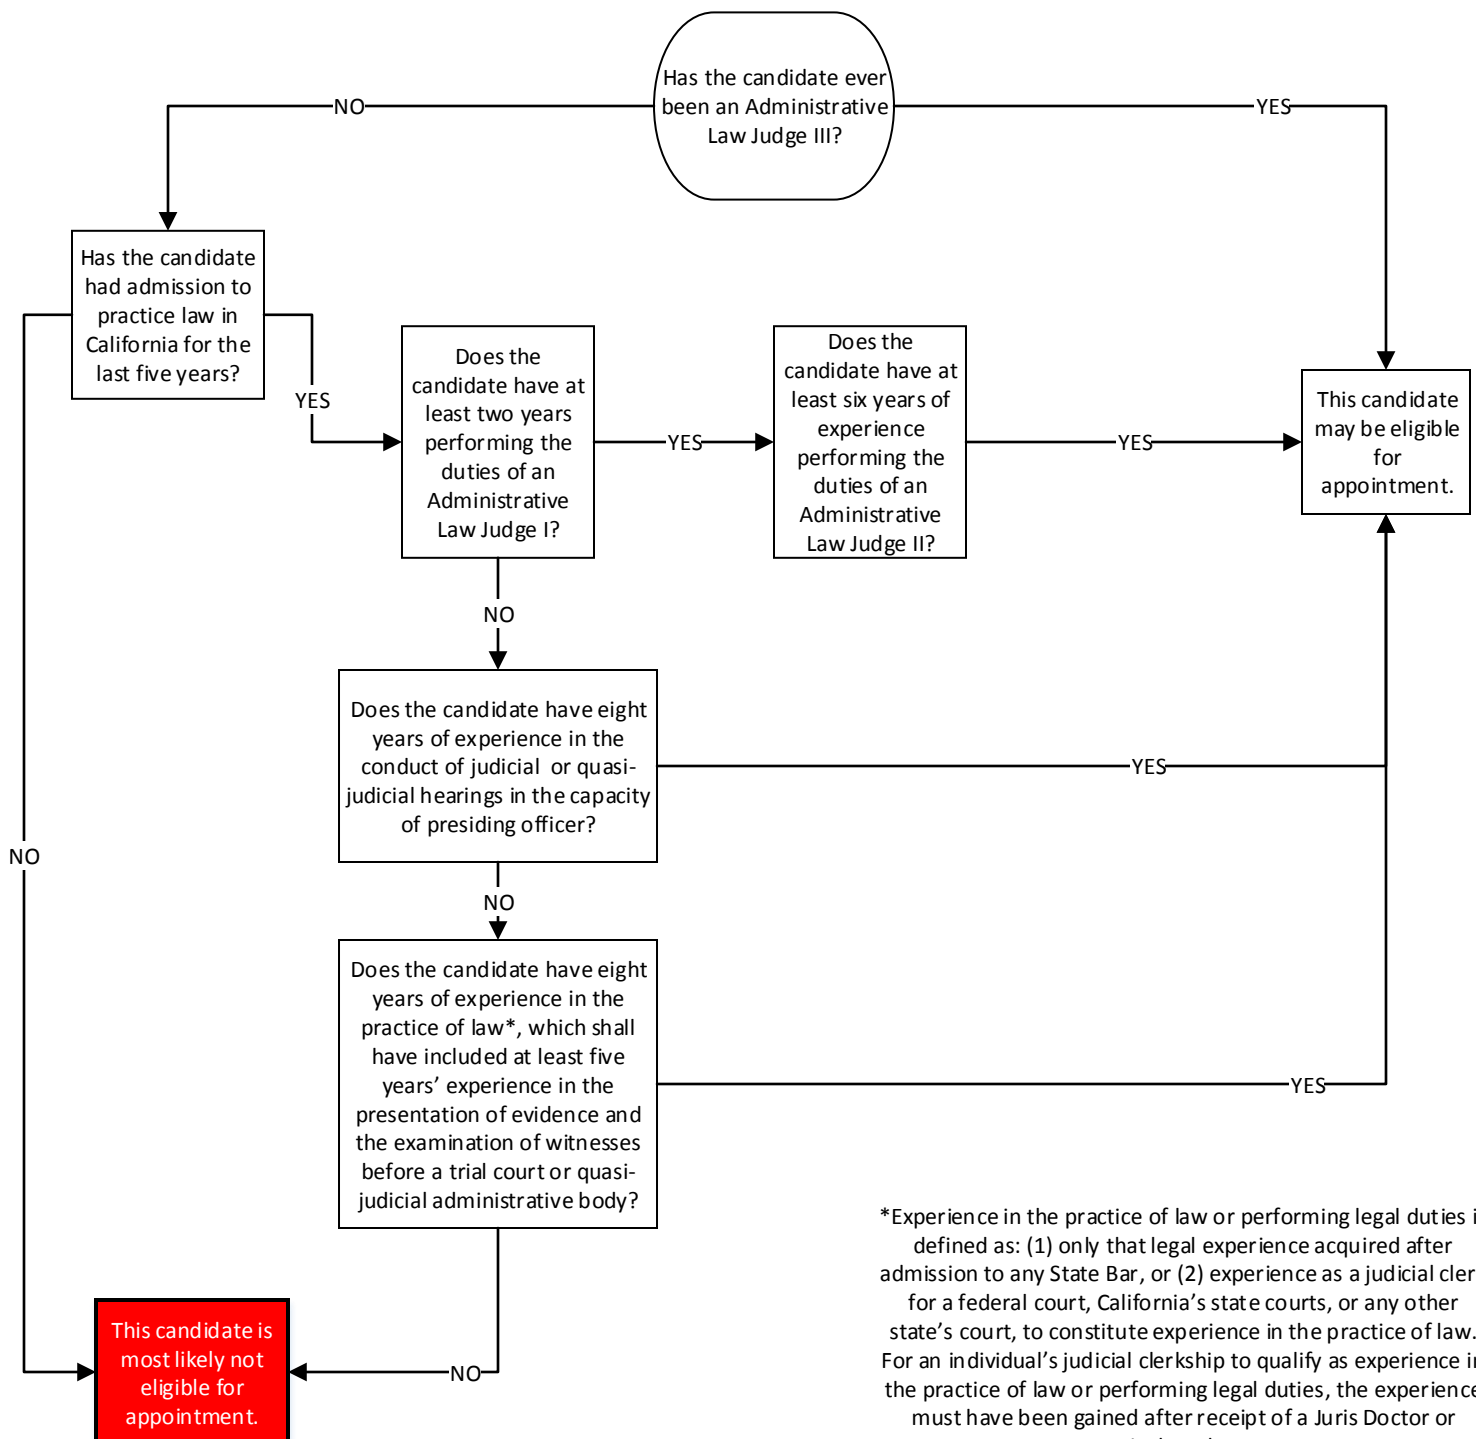 Has the candidate ever
been an Administrative
Law Judge III?
NO
YES
Has the candidate
had admission to
practice law in
California for the
last five years?
YES
Does the
candidate have at
least two years
performing the
duties of an
Administrative
Law Judge I?
YES
Does the
candidate have at
least six years of
experience
performing the
duties of an
Administrative
Law Judge II?
YES
This candidate
may be eligible
for
appointment.
NO
Does the candidate have eight
years of experience in the
conduct of judicial or quasi-
judicial hearings in the capacity
of presiding officer?
YES
NO
NO
Does the candidate have eight
years of experience in the
practice of law*, which shall
have included at least five
years’ experience in the
presentation of evidence and
the examination of witnesses
before a trial court or quasi-
judicial administrative body?
YES
NO
This candidate is
most likely not
eligible for
appointment.
*Experience in the practice of law or performing legal duties
defined as: (1) only that legal experience acquired after
admission to any State Bar, or (2) experience as a judicial
for a federal court, California’s state courts, or any other
state’s court, to constitute experience in the practice of law.
For an individual’s judicial clerkship to qualify as experience
the practice of law or performing legal duties, the experience
must have been gained after receipt of a Juris Doctor or